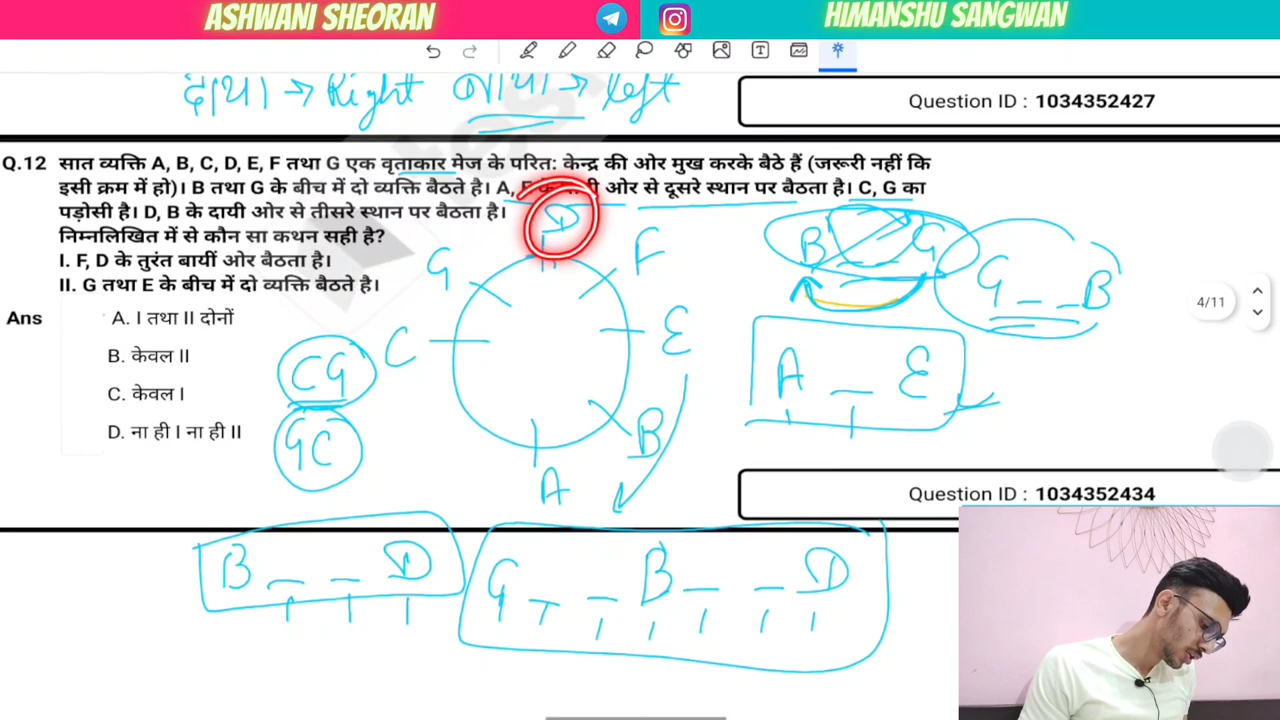 ASHWANI SHEORAN
HIMANSHU SANGWAN
दायां → Right बायां → left
Question ID : 1034352427
Q.12 सात व्यक्ति A, B, C, D, E, F तथा G एक वृताकार मेज के परित: केन्द्र की ओर मुख करके बैठे हैं (जरूरी नहीं कि
इसी क्रम में हो)। B तथा G के बीच में दो व्यक्ति बैठते है। A, ओर से दूसरे स्थान पर बैठता है। C, G का
पड़ोसी है। D, B के दायी ओर से तीसरे स्थान पर बैठता है।
निम्नलिखित में से कौन सा कथन सही है?
I. F, D के तुरंत बायीं ओर बैठता है।
II. G तथा E के बीच में दो व्यक्ति बैठते है।
Ans
A. I तथा II दोनों
B. केवल II
C. केवल I
D. ना ही I ना ही II
D
G
F
C
E
B
A
CG
GC
B G
G _ _ B
A _ E
4/11
Question ID : 1034352434
B _ _ D
G _ _ B _ _ D